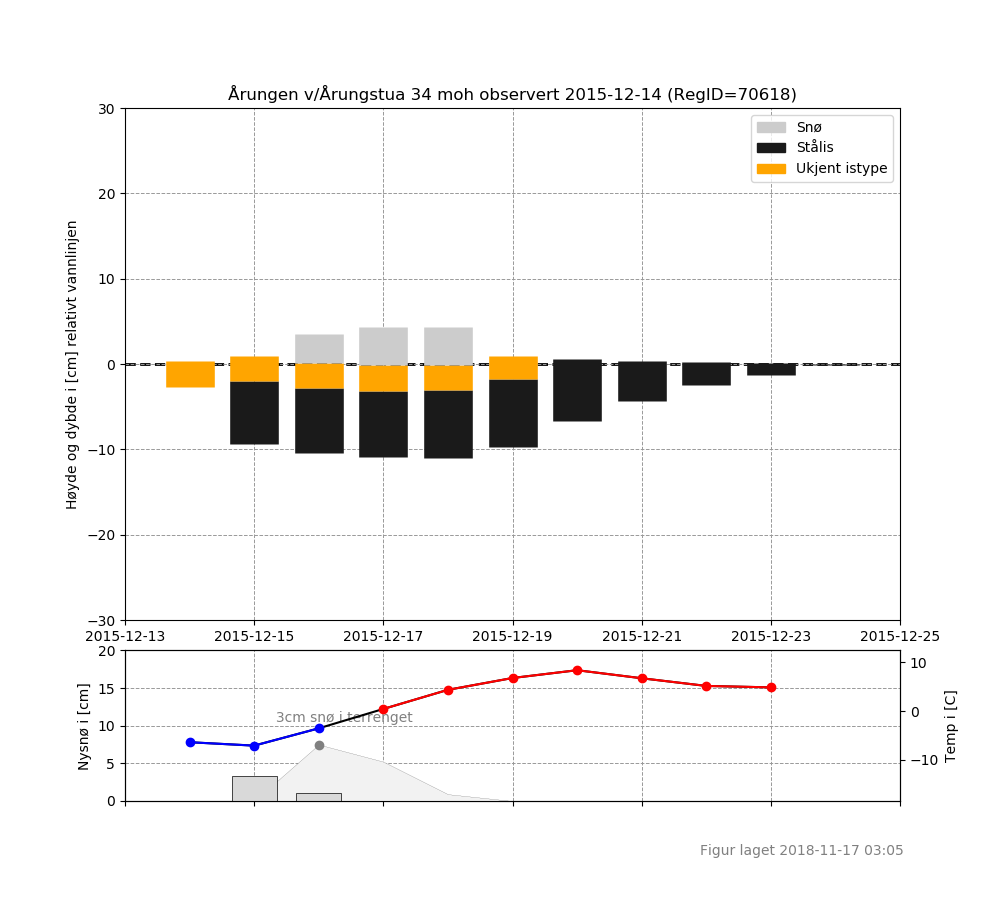 Årungen v/Årungstua 34 moh observert 2015-12-14 (RegID=70618)
Snø
Stålis
Ukjent istype
Høyde og dybde i [cm] relativt vannlinjen
30
20
10
0
−10
−20
−30
2015-12-13 2015-12-15 2015-12-17 2015-12-19 2015-12-21 2015-12-23 2015-12-25
Nysnø i [cm]
20
15
10
5
0
3cm snø i terrenget
10
0
−10
Temp i [C]
Figur laget 2018-11-17 03:05